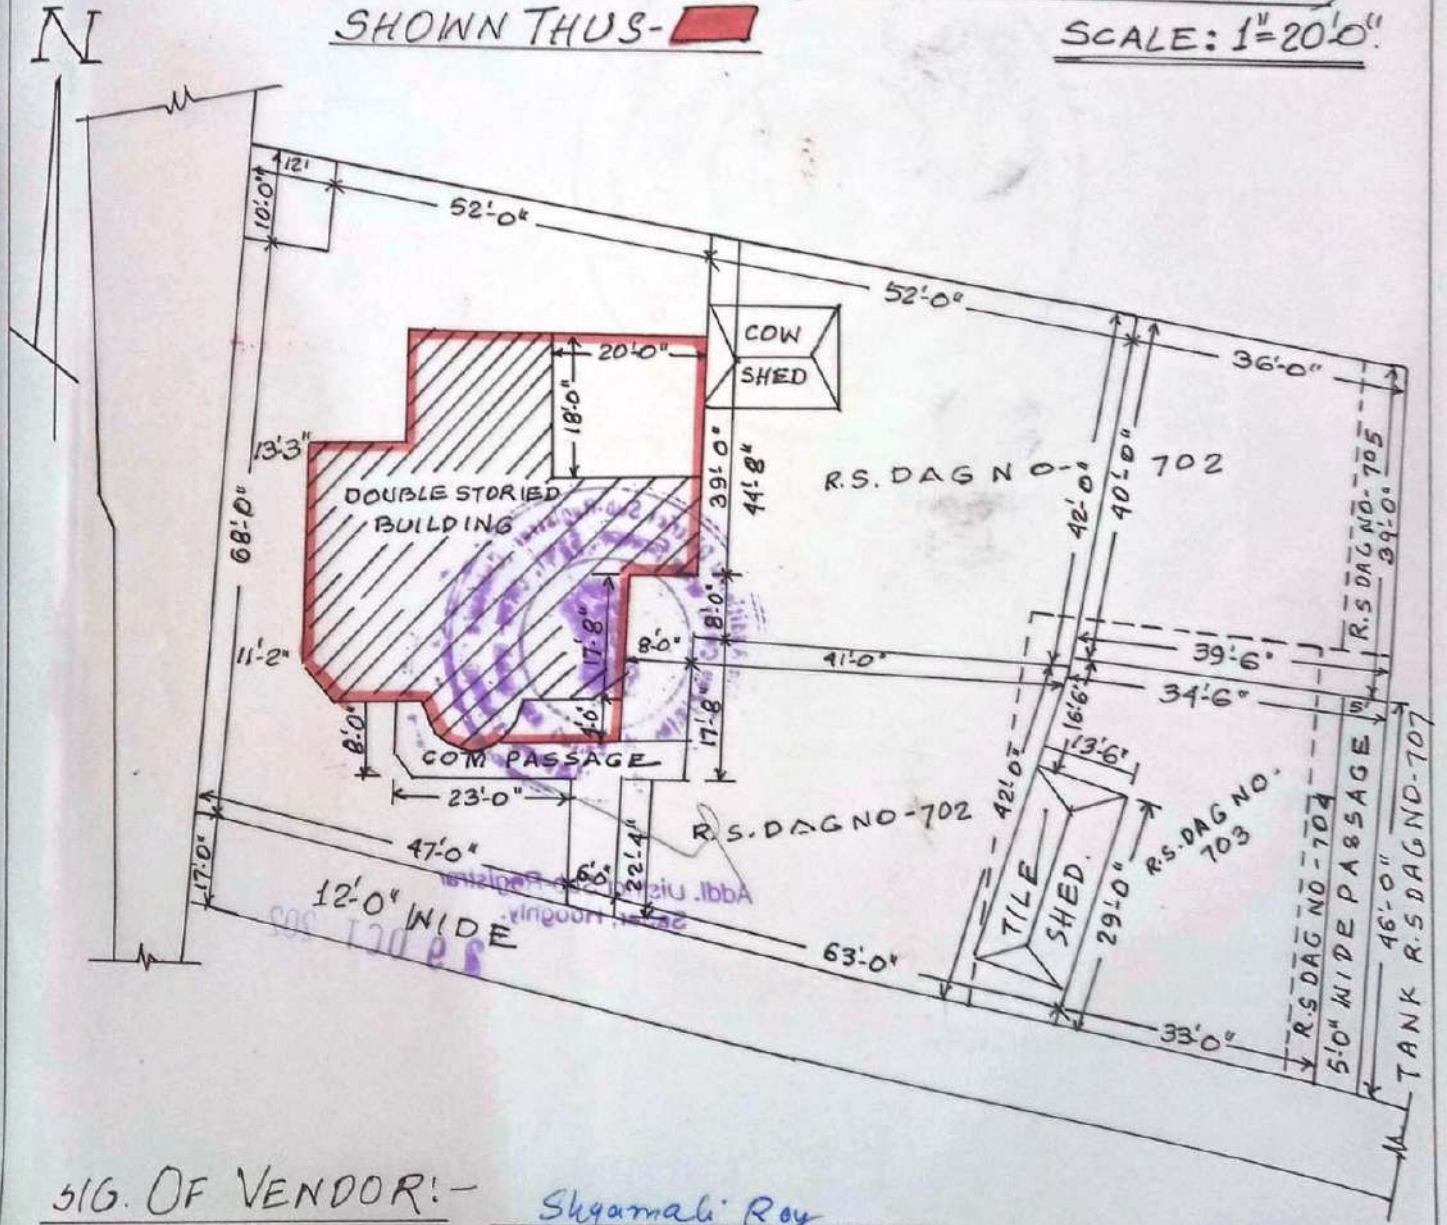 N
SHOWN THUS-
SCALE: 1"=20'-0"
12'
10'-0"
52'-0"
52'-0"
36'-0"
COW
SHED
20'-0"
18'-0"
13'3"
DOUBLE STORIED
BUILDING
68'-0"
39'-0"
44'-8"
R.S. DAG NO- 702
42'-0"
40'-0"
R.S DAG NO-705
39'-0"
11'-2"
17'-8"
8'-0"
8'-0"
41'-0"
39'-6"
34'-6"
16'6"
8'-0"
4'-0"
17'-8"
COM PASSAGE
23'-0"
13'-6"
5'
42'-0"
R.S. DAG NO-702
R.S. DAG NO.
703
TILE
SHED.
29'-0"
R.S DAG NO-704
5'-0" WIDE PASSAGE
46'-0"
TANK R.S DAG NO-707
47'-0"
6'-0"
22'-4"
17'-0"
12'-0" WIDE
Addl. District Sub-Registrar
Sadar, Hooghly.
63'-0"
33'-0"
SIG. OF VENDOR:-
Shyamali Roy